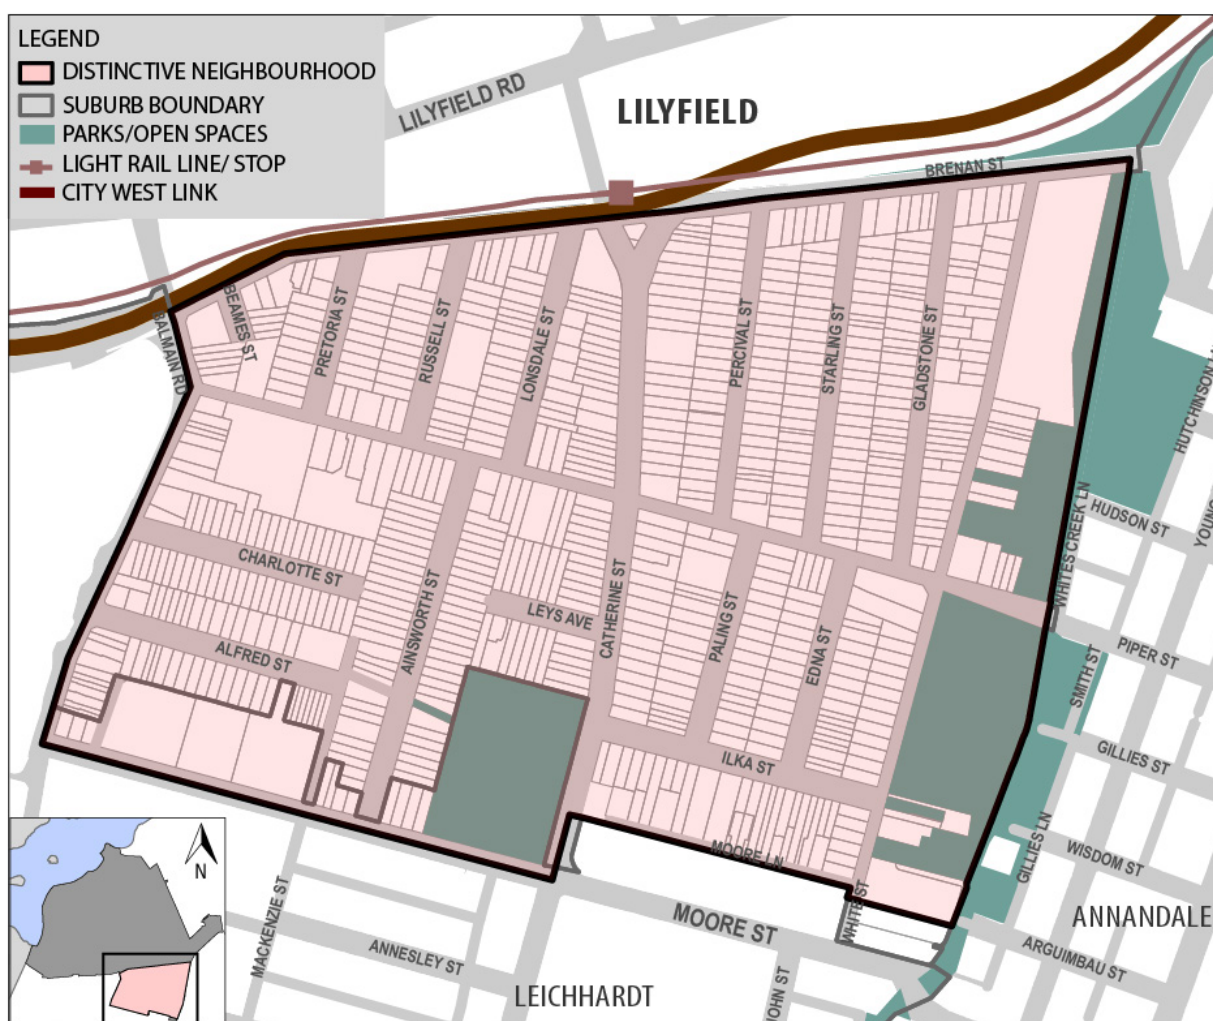 LEGEND
DISTINCTIVE NEIGHBOURHOOD
SUBURB BOUNDARY
PARKS/OPEN SPACES
LIGHT RAIL LINE/ STOP
CITY WEST LINK
LILYFIELD RD
LILYFIELD
BRENAN ST
BALMAIN RD
BEAMES ST
PRETORIA ST
RUSSELL ST
LONSDALE ST
PERCIVAL ST
STARLING ST
GLADSTONE ST
HUTCHINSON LN
HUDSON ST
YOUNG
WHITES CREEK LN
CHARLOTTE ST
AINSWORTH ST
LEYS AVE
CATHERINE ST
PALING ST
EDNA ST
PIPER ST
SMITH ST
ALFRED ST
ILKA ST
GILLIES ST
GILLIES LN
WISDOM ST
MOORE LN
WHITE ST
MOORE ST
ANNANDALE
ARGUIMBAU ST
MACKENZIE ST
ANNESLEY ST
LEICHHARDT
JOHN ST
N